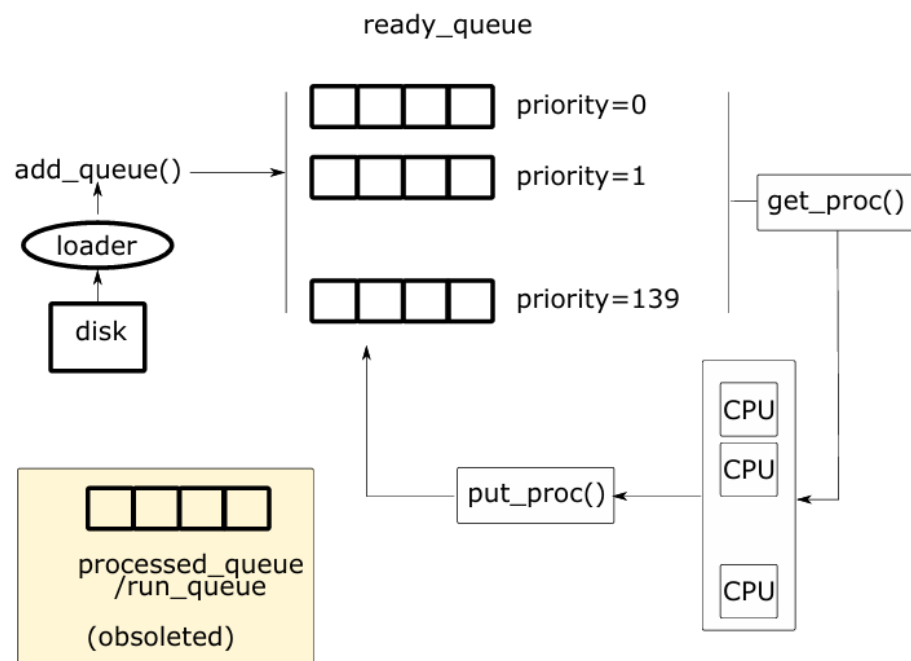 ready_queue
priority=0
add_queue()
priority=1
get_proc()
loader
priority=139
disk
CPU
CPU
put_proc()
CPU
processed_queue
/run_queue
(obsoleted)